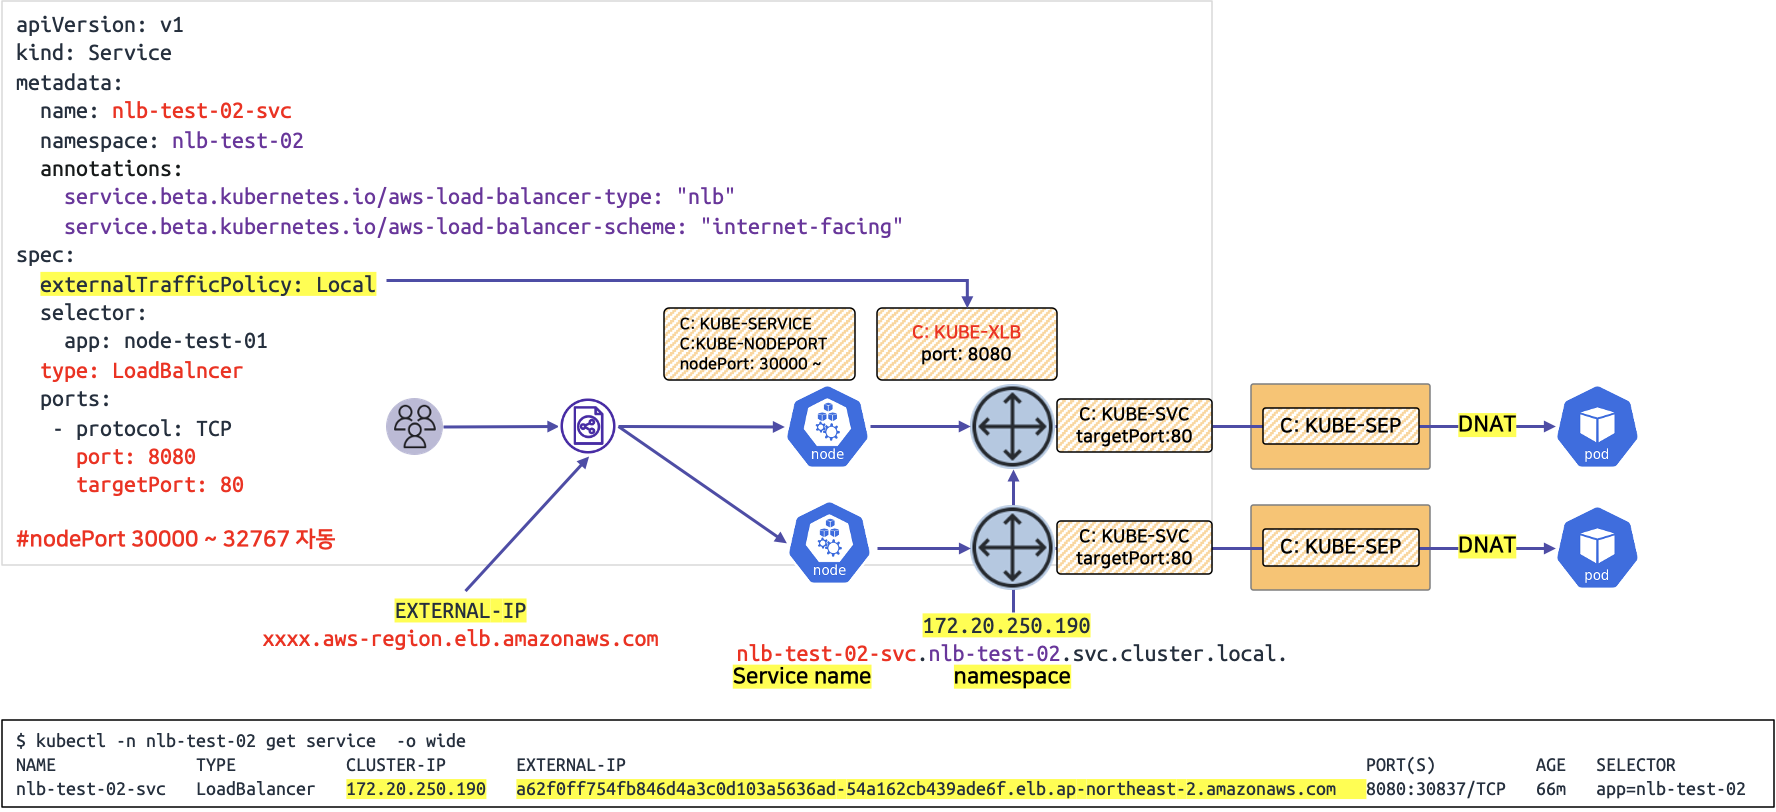 apiVersion: v1
kind: Service
metadata:
  name: nlb-test-02-svc
  namespace: nlb-test-02
  annotations:
    service.beta.kubernetes.io/aws-load-balancer-type: "nlb"
    service.beta.kubernetes.io/aws-load-balancer-scheme: "internet-facing"
spec:
  externalTrafficPolicy: Local
  selector:
    app: node-test-01
  type: LoadBalncer
  ports:
   - protocol: TCP
     port: 8080
     targetPort: 80
#nodePort 30000 ~ 32767 자동
C: KUBE-SERVICE
C:KUBE-NODEPORT
nodePort: 30000 ~
C: KUBE-XLB
port: 8080
node
C: KUBE-SVC
targetPort:80
C: KUBE-SEP
DNAT
pod
node
C: KUBE-SVC
targetPort:80
C: KUBE-SEP
DNAT
pod
EXTERNAL-IP
xxxx.aws-region.elb.amazonaws.com
172.20.250.190
nlb-test-02-svc.nlb-test-02.svc.cluster.local.
Service name namespace
$ kubectl -n nlb-test-02 get service  -o wide
NAME TYPE CLUSTER-IP EXTERNAL-IP PORT(S) AGE SELECTOR
nlb-test-02-svc LoadBalancer 172.20.250.190 a62f0ff754fb846d4a3c0d103a5636ad-54a162cb439ade6f.elb.ap-northeast-2.amazonaws.com 8080:30837/TCP 66m app=nlb-test-02